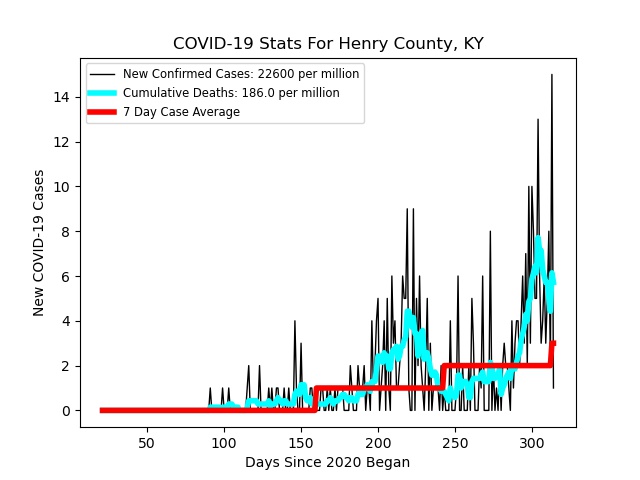 COVID-19 Stats For Henry County, KY
New Confirmed Cases: 22600 per million
Cumulative Deaths: 186.0 per million
7 Day Case Average
14
12
10
8
6
4
2
0
New COVID-19 Cases
50 100 150 200 250 300
Days Since 2020 Began